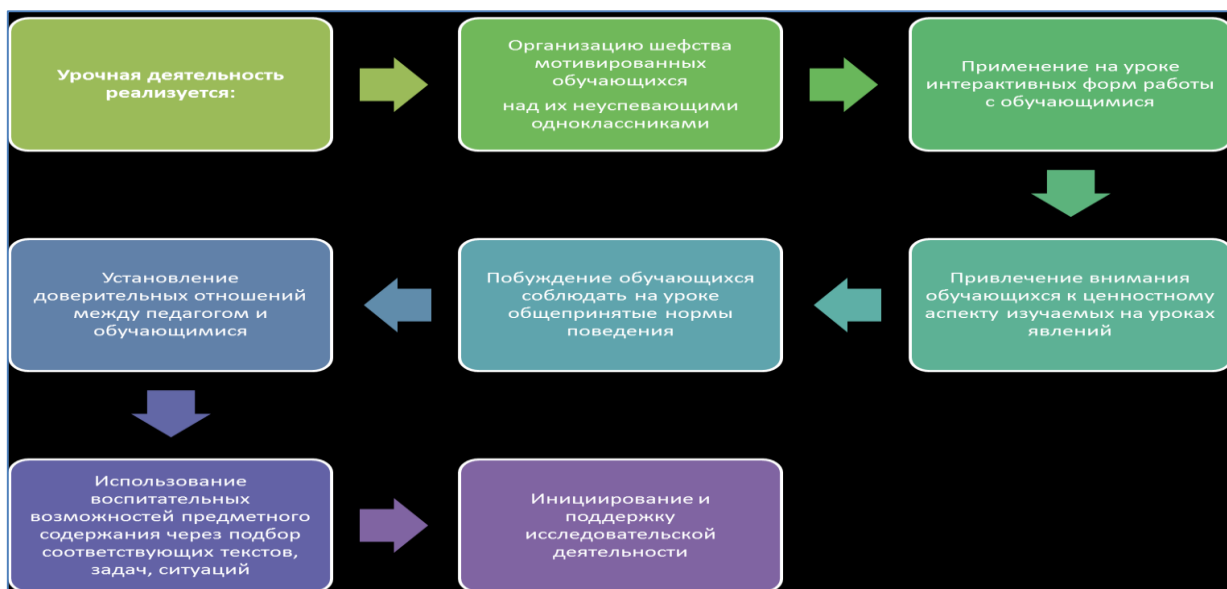 Урочная деятельность
реализуется:
Организацию шефства
мотивированных
обучающихся
над их неуспевающими
одноклассниками
Применение на уроке
интерактивных форм работы
с обучающимися
Привлечение внимания
обучающихся к ценностному
аспекту изучаемых на уроках
явлений
Побуждение обучающихся
соблюдать на уроке
общепринятые нормы
поведения
Установление
доверительных отношений
между педагогом и
обучающимися
Использование
воспитательных
возможностей предметного
содержания через подбор
соответствующих текстов,
задач, ситуаций
Инициирование и
поддержку
исследовательской
деятельности